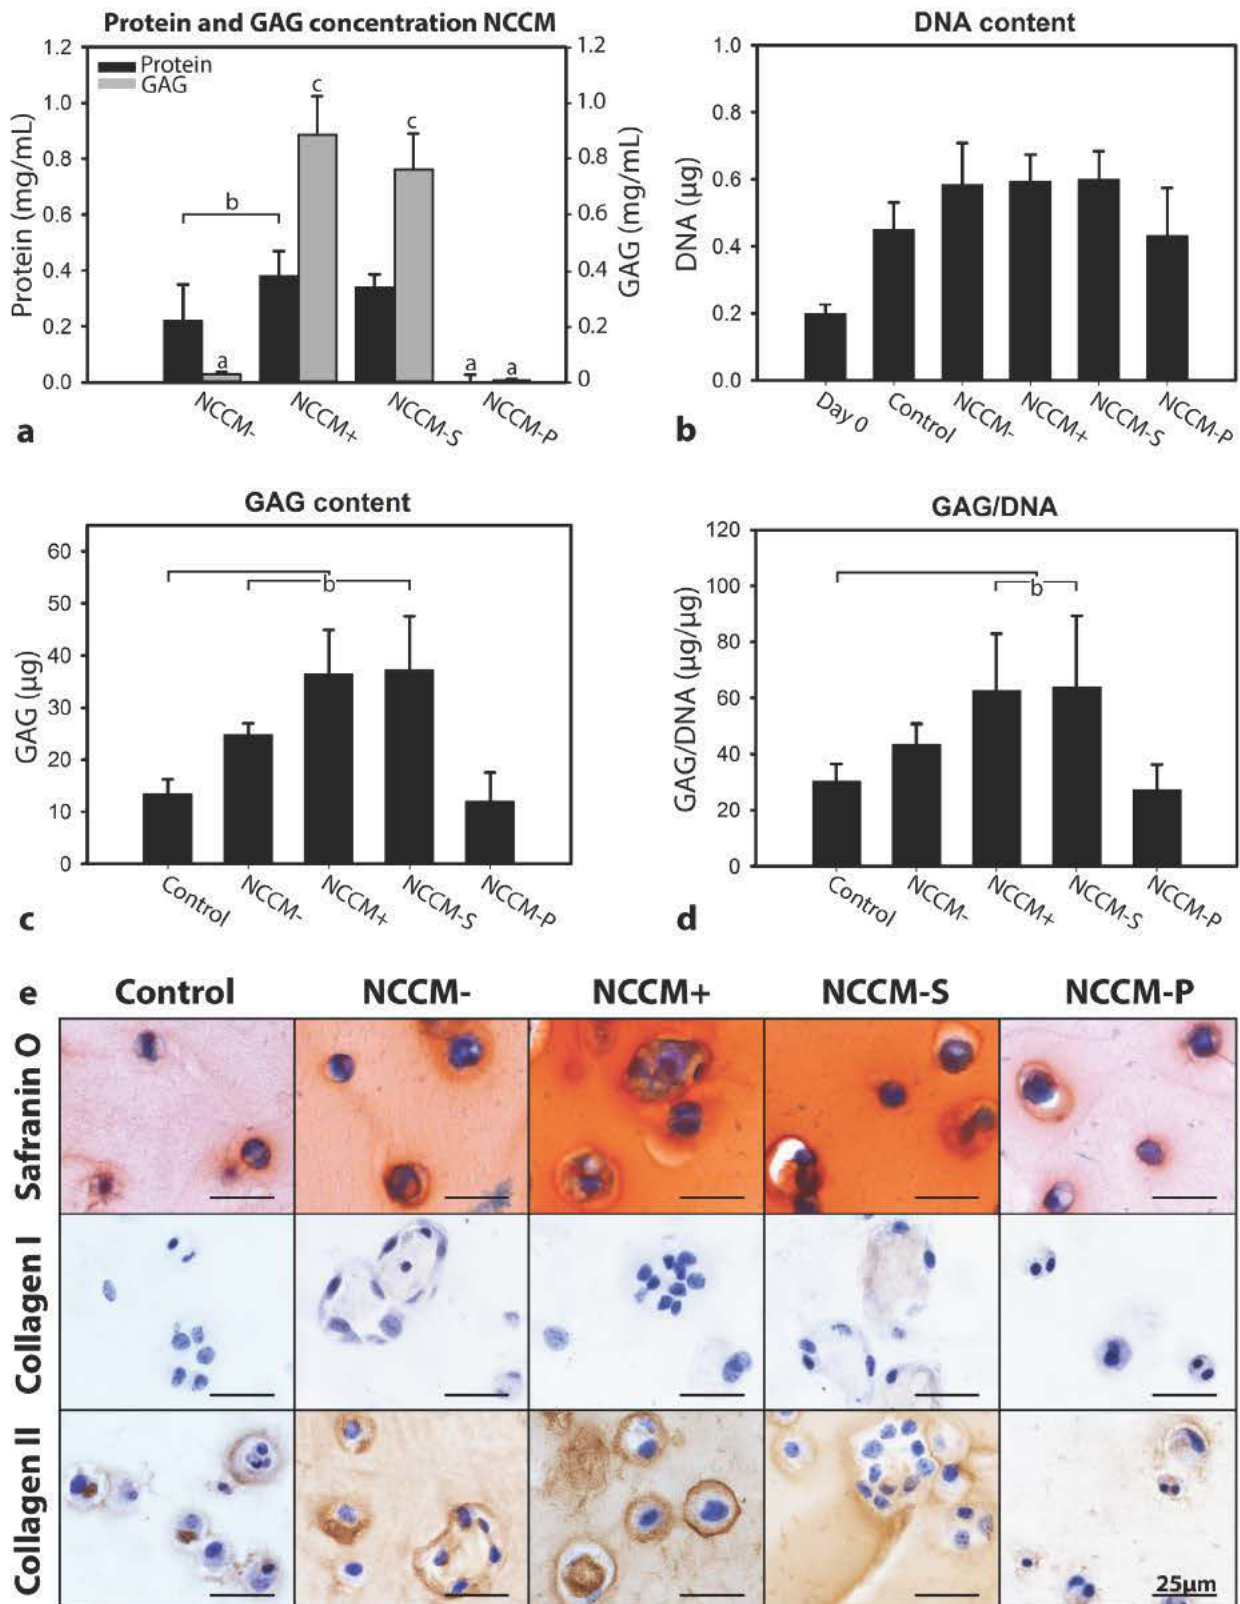 Protein and GAG concentration NCCM
1.2
1.0
0.8
0.6
0.4
0.2
0.0
Protein (mg/mL)
Protein
GAG
b
a
c
c
a
a
1.2
1.0
0.8
0.6
0.4
0.2
0
GAG (mg/mL)
NCCM-
NCCM+
NCCM-S
NCCM-P
a
DNA content
1.0
0.8
0.6
0.4
0.2
0.0
DNA (µg)
Day 0
Control
NCCM-
NCCM+
NCCM-S
NCCM-P
b
GAG content
60
50
40
30
20
10
0
GAG (µg)
b
Control
NCCM-
NCCM+
NCCM-S
NCCM-P
c
GAG/DNA
120
100
80
60
40
20
0
GAG/DNA (µg/µg)
b
Control
NCCM-
NCCM+
NCCM-S
NCCM-P
d
e
Control
NCCM-
NCCM+
NCCM-S
NCCM-P
Safranin O
Collagen I
Collagen II
25µm